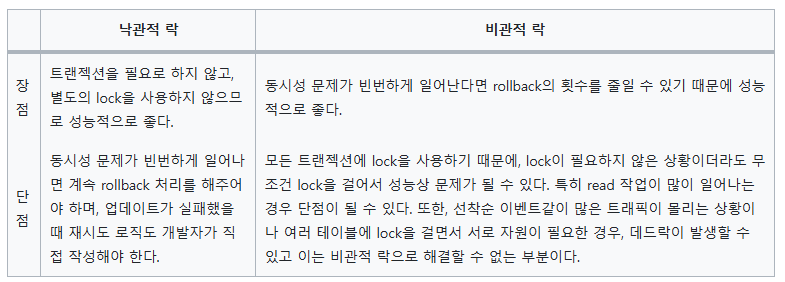 낙관적 락
비관적 락
장
점
트랜젝션을 필요로 하지 않고,
별도의 lock을 사용하지 않으므
로 성능적으로 좋다.
동시성 문제가 빈번하게 일어난다면 rollback의 횟수를 줄일 수 있기 때문에 성능
적으로 좋다.
단
점
동시성 문제가 빈번하게 일어나
면 계속 rollback 처리를 해주어
야 하며, 업데이트가 실패했을
때 재시도 로직도 개발자가 직
접 작성해야 한다.
모든 트랜젝션에 lock을 사용하기 때문에, lock이 필요하지 않은 상황이더라도 무
조건 lock을 걸어서 성능상 문제가 될 수 있다. 특히 read 작업이 많이 일어나는
경우 단점이 될 수 있다. 또한, 선착순 이벤트같이 많은 트래픽이 몰리는 상황이
나 여러 테이블에 lock을 걸면서 서로 자원이 필요한 경우, 데드락이 발생할 수
있고 이는 비관적 락으로 해결할 수 없는 부분이다.